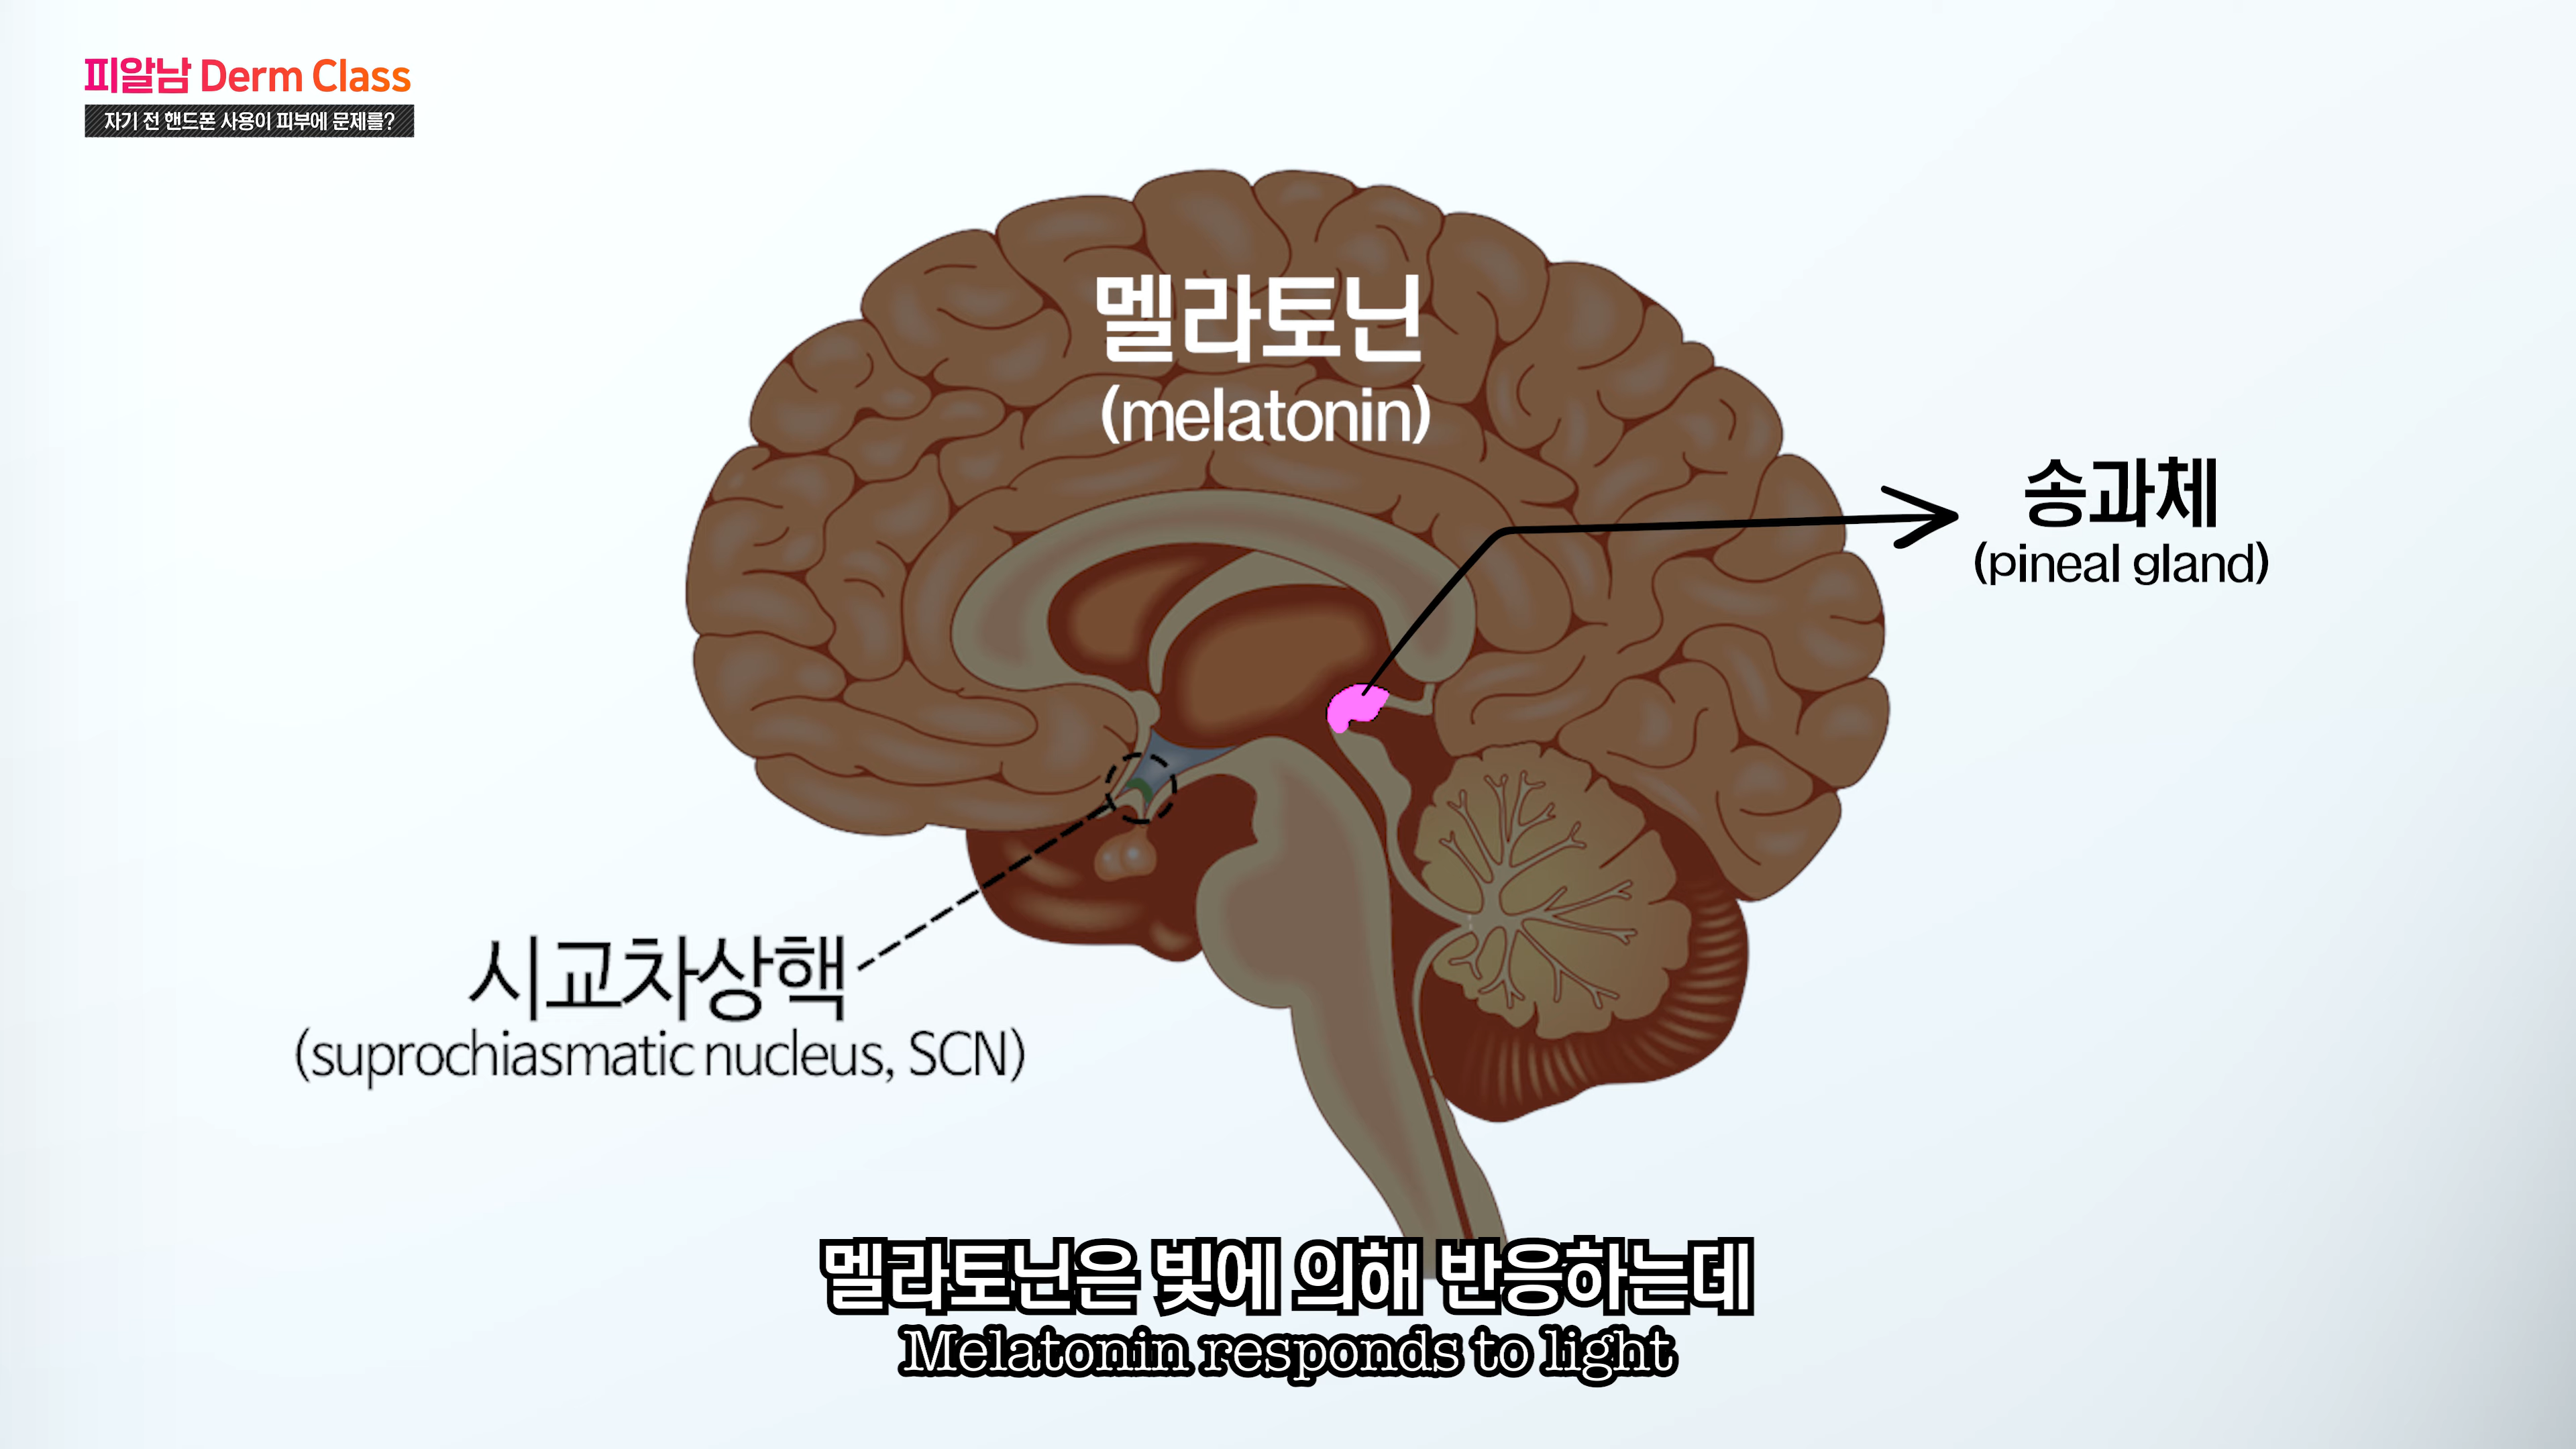 피알남 Derm Class
자기 전 핸드폰 사용이 피부에 문제를?
멜라토닌
(melatonin)
송과체
(pineal gland)
시교차상핵
(suprochiasmatic nucleus, SCN)
멜라토닌은 빛에 의해 반응하는데
Melatonin responds to light